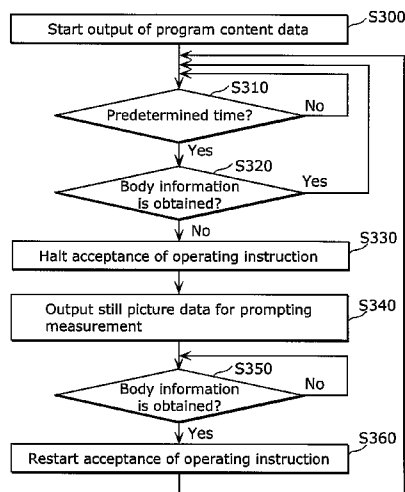 Start output of program content data
S300
S310
Predetermined time?
No
Yes
S320
Body information
is obtained?
Yes
No
S330
Halt acceptance of operating instruction
S340
Output still picture data for prompting
measurement
S350
Body information
is obtained?
No
Yes
S360
Restart acceptance of operating instruction